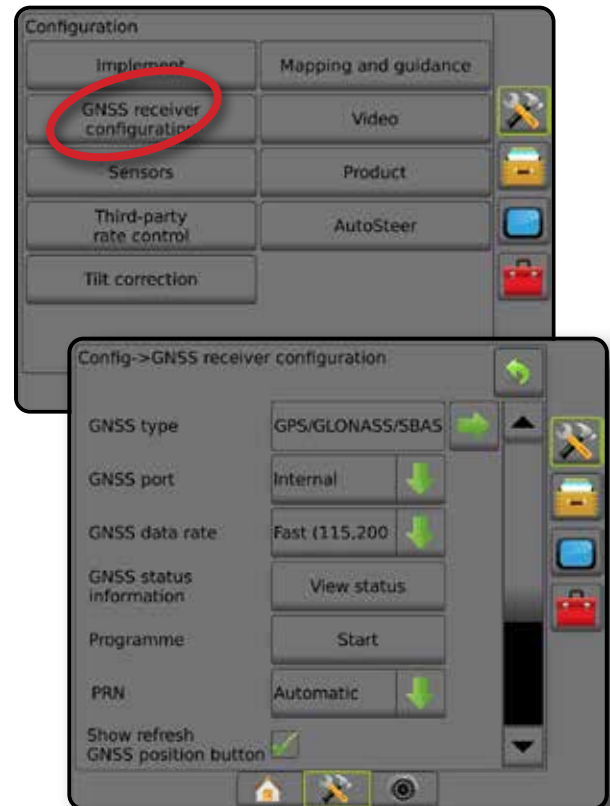 Configuration
Implement
Mapping and guidance
GNSS receiver
configuration
Video
Sensors
Product
Third-party
rate control
AutoSteer
Tilt correction
Config->GNSS receiver configuration
GNSS type
GPS/GLONASS/SBAS
GNSS port
Internal
GNSS data rate
Fast (115,200
GNSS status
information
View status
Programme
Start
PRN
Automatic
Show refresh
GNSS position button